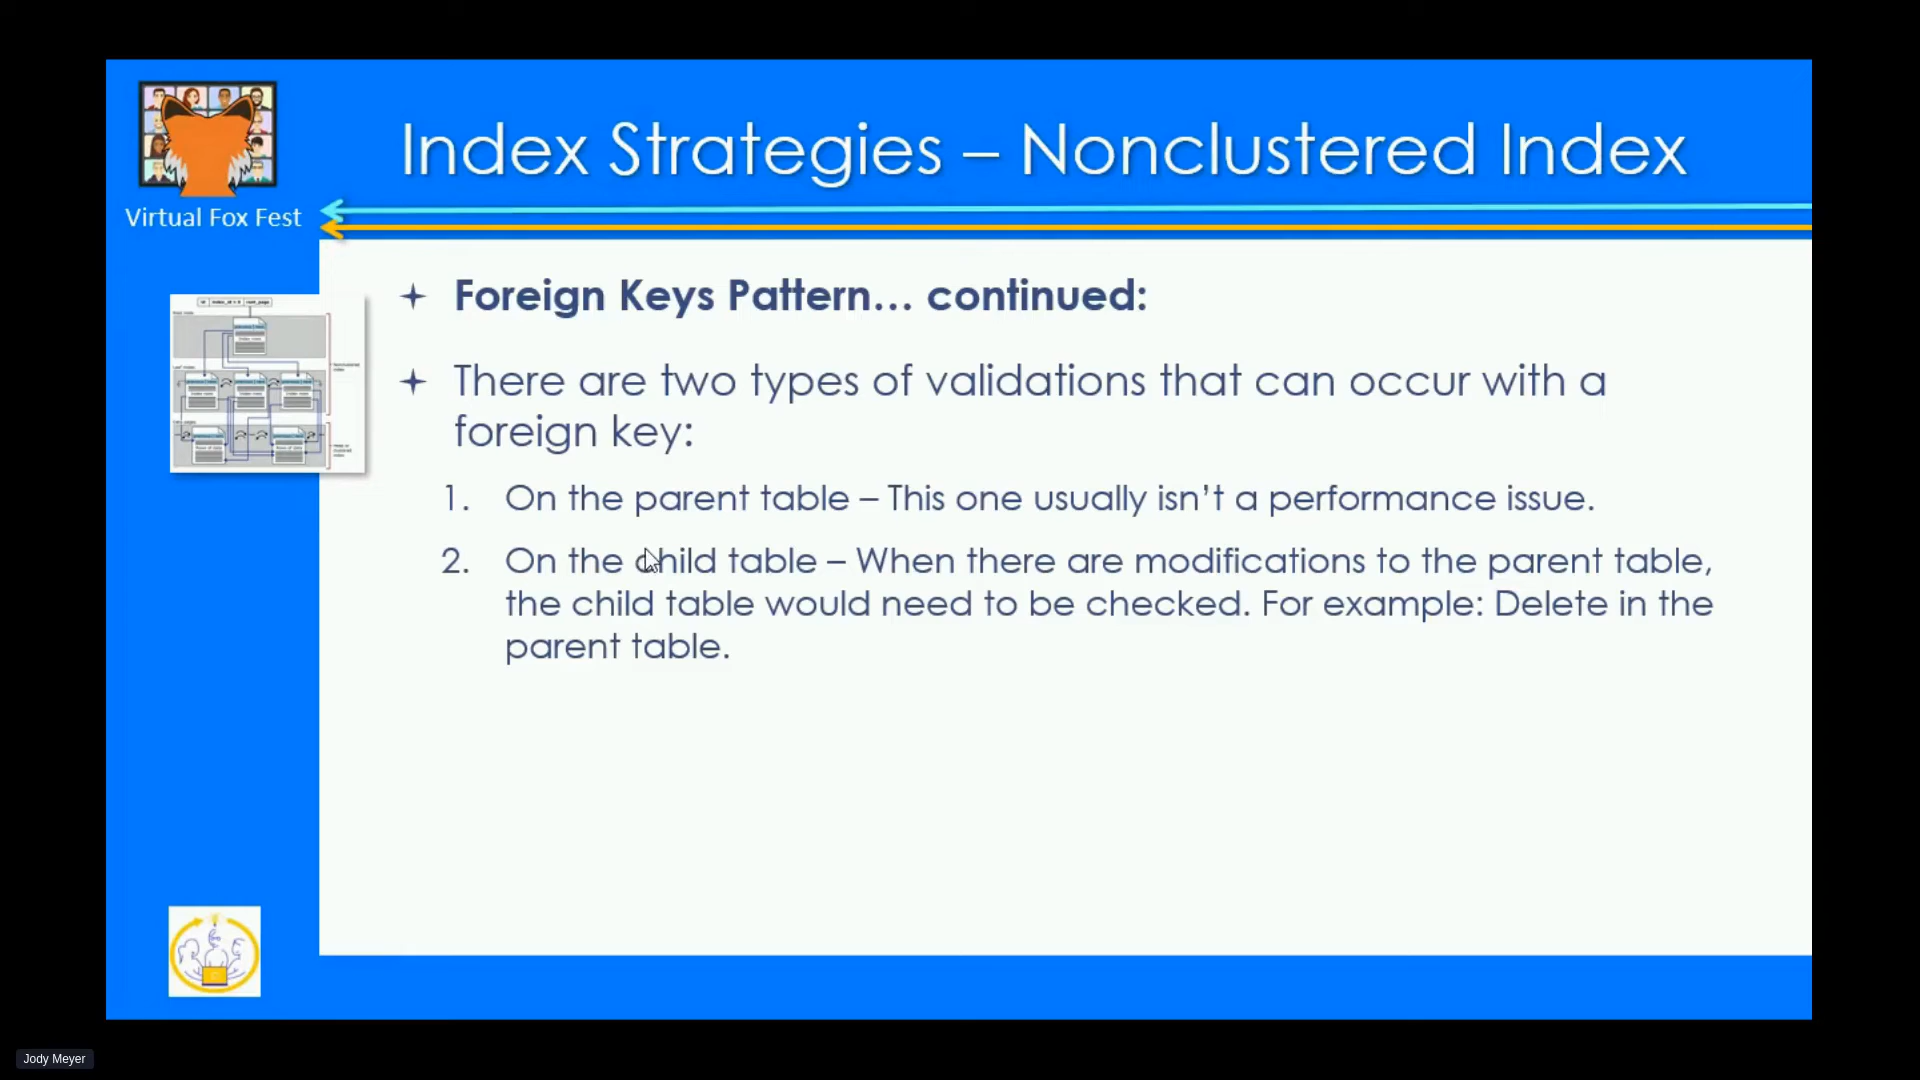 Index Strategies – Nonclustered Index
Virtual Fox Fest
Foreign Keys Pattern... continued:
There are two types of validations that can occur with a
foreign key:
1. On the parent table – This one usually isn't a performance issue.
2. On the child table – When there are modifications to the parent table,
the child table would need to be checked. For example: Delete in the
parent table.
Jody Meyer